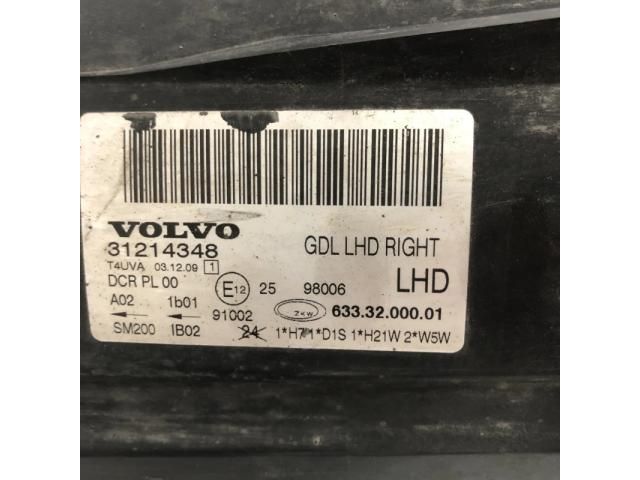 VOLVO
31214348 GDL LHD RIGHT
T4UVA 03.12.09 1
DCR PL 00 E12 25 98006 LHD
A02 1b01 91002 ZKW 633.32.000.01
SM200 1B02 24 1*H7 1*D1S 1*H21W 2*W5W